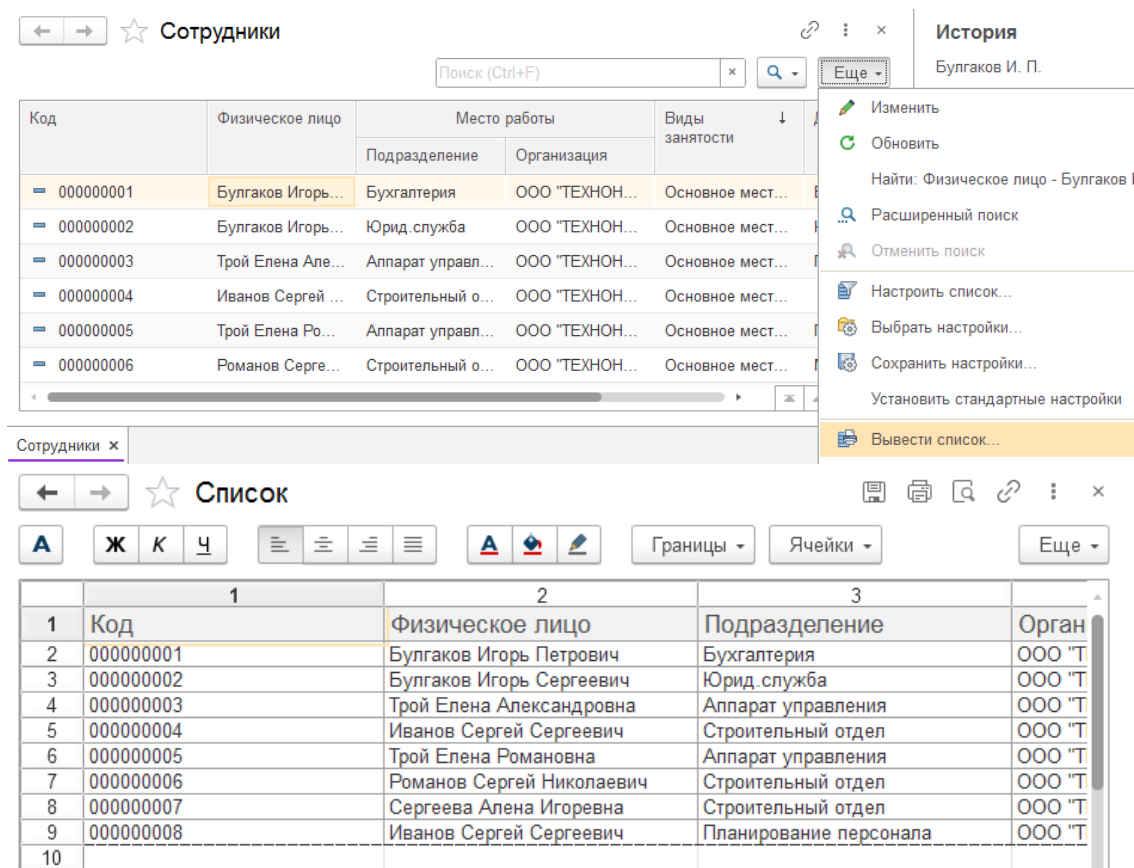 Сотрудники
История
Булгаков И. П.
Поиск (Ctrl+F) × Еще
Код Физическое лицо Место работы Виды занятости
Подразделение Организация
000000001 Булгаков Игорь... Бухгалтерия ООО "ТЕХНОН... Основное мест...
000000002 Булгаков Игорь... Юрид.служба ООО "ТЕХНОН... Основное мест...
000000003 Трой Елена Але... Аппарат управл... ООО "ТЕХНОН... Основное мест...
000000004 Иванов Сергей ... Строительный о... ООО "ТЕХНОН... Основное мест...
000000005 Трой Елена Ро... Аппарат управл... ООО "ТЕХНОН... Основное мест...
000000006 Романов Серге... Строительный о... ООО "ТЕХНОН... Основное мест...
Изменить
Обновить
Найти: Физическое лицо - Булгаков
Расширенный поиск
Отменить поиск
Настроить список...
Выбрать настройки...
Сохранить настройки...
Установить стандартные настройки
Вывести список...
Сотрудники ×
Список
А Ж К Ч А Границы Ячейки Еще
1 2 3
1 Код Физическое лицо Подразделение Орган
2 000000001 Булгаков Игорь Петрович Бухгалтерия ООО "Т
3 000000002 Булгаков Игорь Сергеевич Юрид.служба ООО "Т
4 000000003 Трой Елена Александровна Аппарат управления ООО "Т
5 000000004 Иванов Сергей Сергеевич Строительный отдел ООО "Т
6 000000005 Трой Елена Романовна Аппарат управления ООО "Т
7 000000006 Романов Сергей Николаевич Строительный отдел ООО "Т
8 000000007 Сергеева Алена Игоревна Строительный отдел ООО "Т
9 000000008 Иванов Сергей Сергеевич Планирование персонала ООО "Т
10